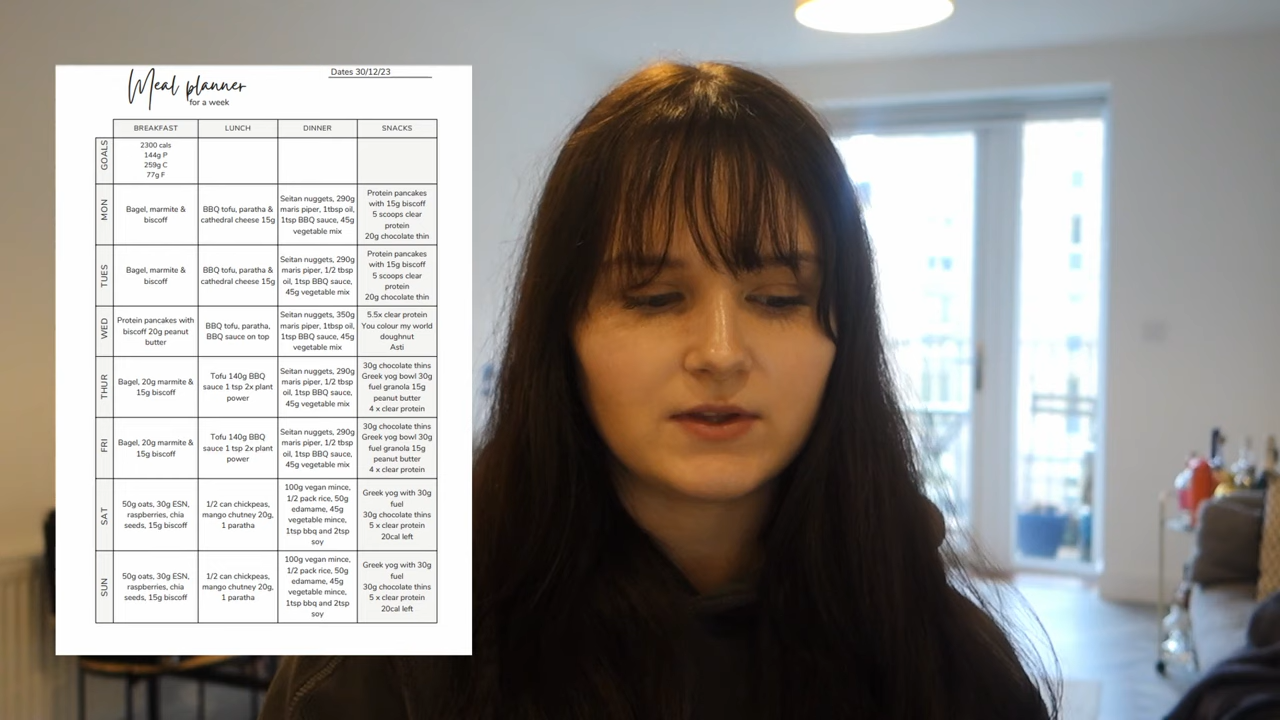 Meal planner
for a week
Dates 30/12/23
BREAKFAST LUNCH DINNER SNACKS
GOALS
2300 cals
144g P
259g C
77g F
MON
Bagel, marmite &
biscoff
BBQ tofu, paratha &
cathedral cheese 15g
Seitan nuggets, 290g
maris piper, 1tbsp oil,
1tsp BBQ sauce, 45g
vegetable mix
Protein pancakes
with 15g biscoff
5 scoops clear
protein
20g chocolate thin
TUES
Bagel, marmite &
biscoff
BBQ tofu, paratha &
cathedral cheese 15g
Seitan nuggets, 290g
maris piper, 1/2 tbsp
oil, 1tsp BBQ sauce,
45g vegetable mix
Protein pancakes
with 15g biscoff
5 scoops clear
protein
20g chocolate thin
WED
Protein pancakes with
biscoff 20g peanut
butter
BBQ tofu, paratha,
BBQ sauce on top
Seitan nuggets, 350g
maris piper, 1tbsp oil,
1tsp BBQ sauce, 45g
vegetable mix
5.5x clear protein
You colour my world
doughnut
Asti
THUR
Bagel, 20g marmite &
15g biscoff
Tofu 140g BBQ
sauce 1 tsp 2x plant
power
Seitan nuggets, 290g
maris piper, 1/2 tbsp
oil, 1tsp BBQ sauce,
45g vegetable mix
30g chocolate thins
Greek yog bowl 30g
fuel granola 15g
peanut butter
4 x clear protein
FRI
Bagel, 20g marmite &
15g biscoff
Tofu 140g BBQ
sauce 1 tsp 2x plant
power
Seitan nuggets, 290g
maris piper, 1/2 tbsp
oil, 1tsp BBQ sauce,
45g vegetable mix
30g chocolate thins
Greek yog bowl 30g
fuel granola 15g
peanut butter
4 x clear protein
SAT
50g oats, 30g ESN,
raspberries, chia
seeds, 15g biscoff
1/2 can chickpeas,
mango chutney 20g,
1 paratha
100g vegan mince,
1/2 pack rice, 50g
edamame, 45g
vegetable mince,
1tsp bbq and 2tsp
soy
Greek yog with 30g
fuel
30g chocolate thins
5 x clear protein
20cal left
SUN
50g oats, 30g ESN,
raspberries, chia
seeds, 15g biscoff
1/2 can chickpeas,
mango chutney 20g,
1 paratha
100g vegan mince,
1/2 pack rice, 50g
edamame, 45g
vegetable mince,
1tsp bbq and 2tsp
soy
Greek yog with 30g
fuel
30g chocolate thins
5 x clear protein
20cal left